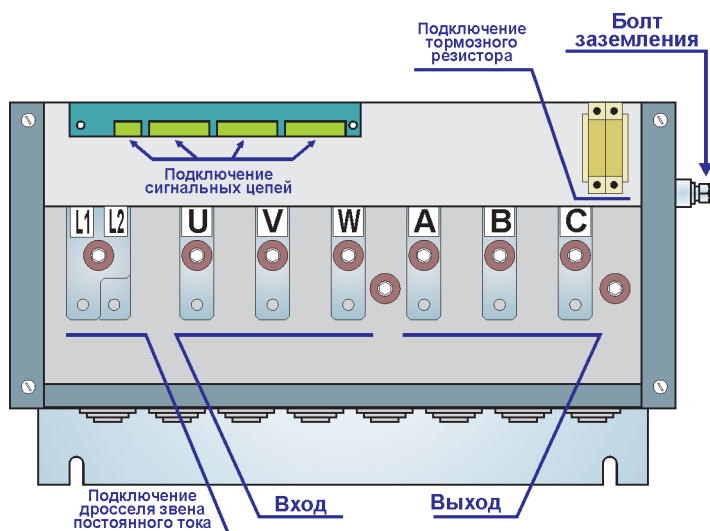 Подключение
тормозного
резистора
Болт
заземления
Подключение
сигнальных цепей
L1 L2 U V W A B C
Подключение
дросселя звена
постоянного тока
Вход
Выход